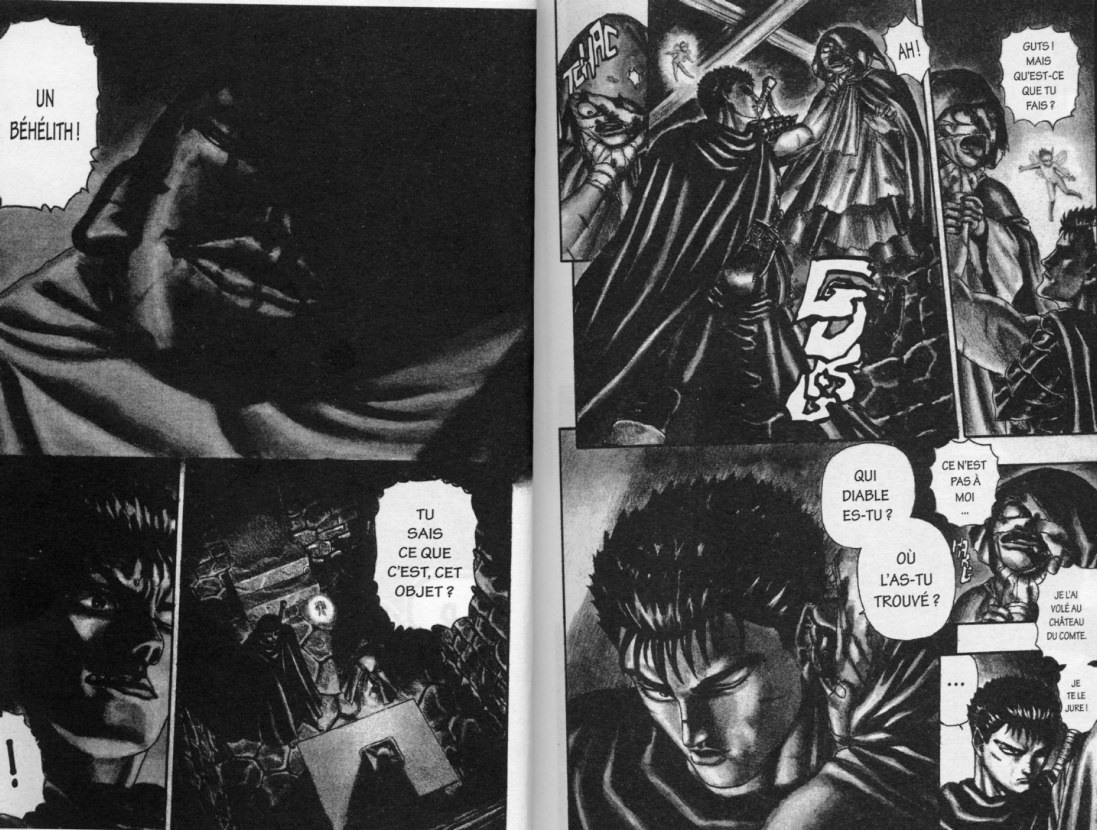 UN
BÉHÉLITH !
!
TU
SAIS
CE QUE
C'EST, CET
OBJET ?
TCHAC
AH !
GUTS !
MAIS
QU'EST-CE
QUE TU
FAIS ?
QUI
DIABLE
ES-TU ?
OÙ
L'AS-TU
TROUVÉ ?
CE N'EST
PAS À
MOI
...
JE L'AI
VOLÉ AU
CHÂTEAU
DU COMTE.
JE
TE LE
JURE !
...